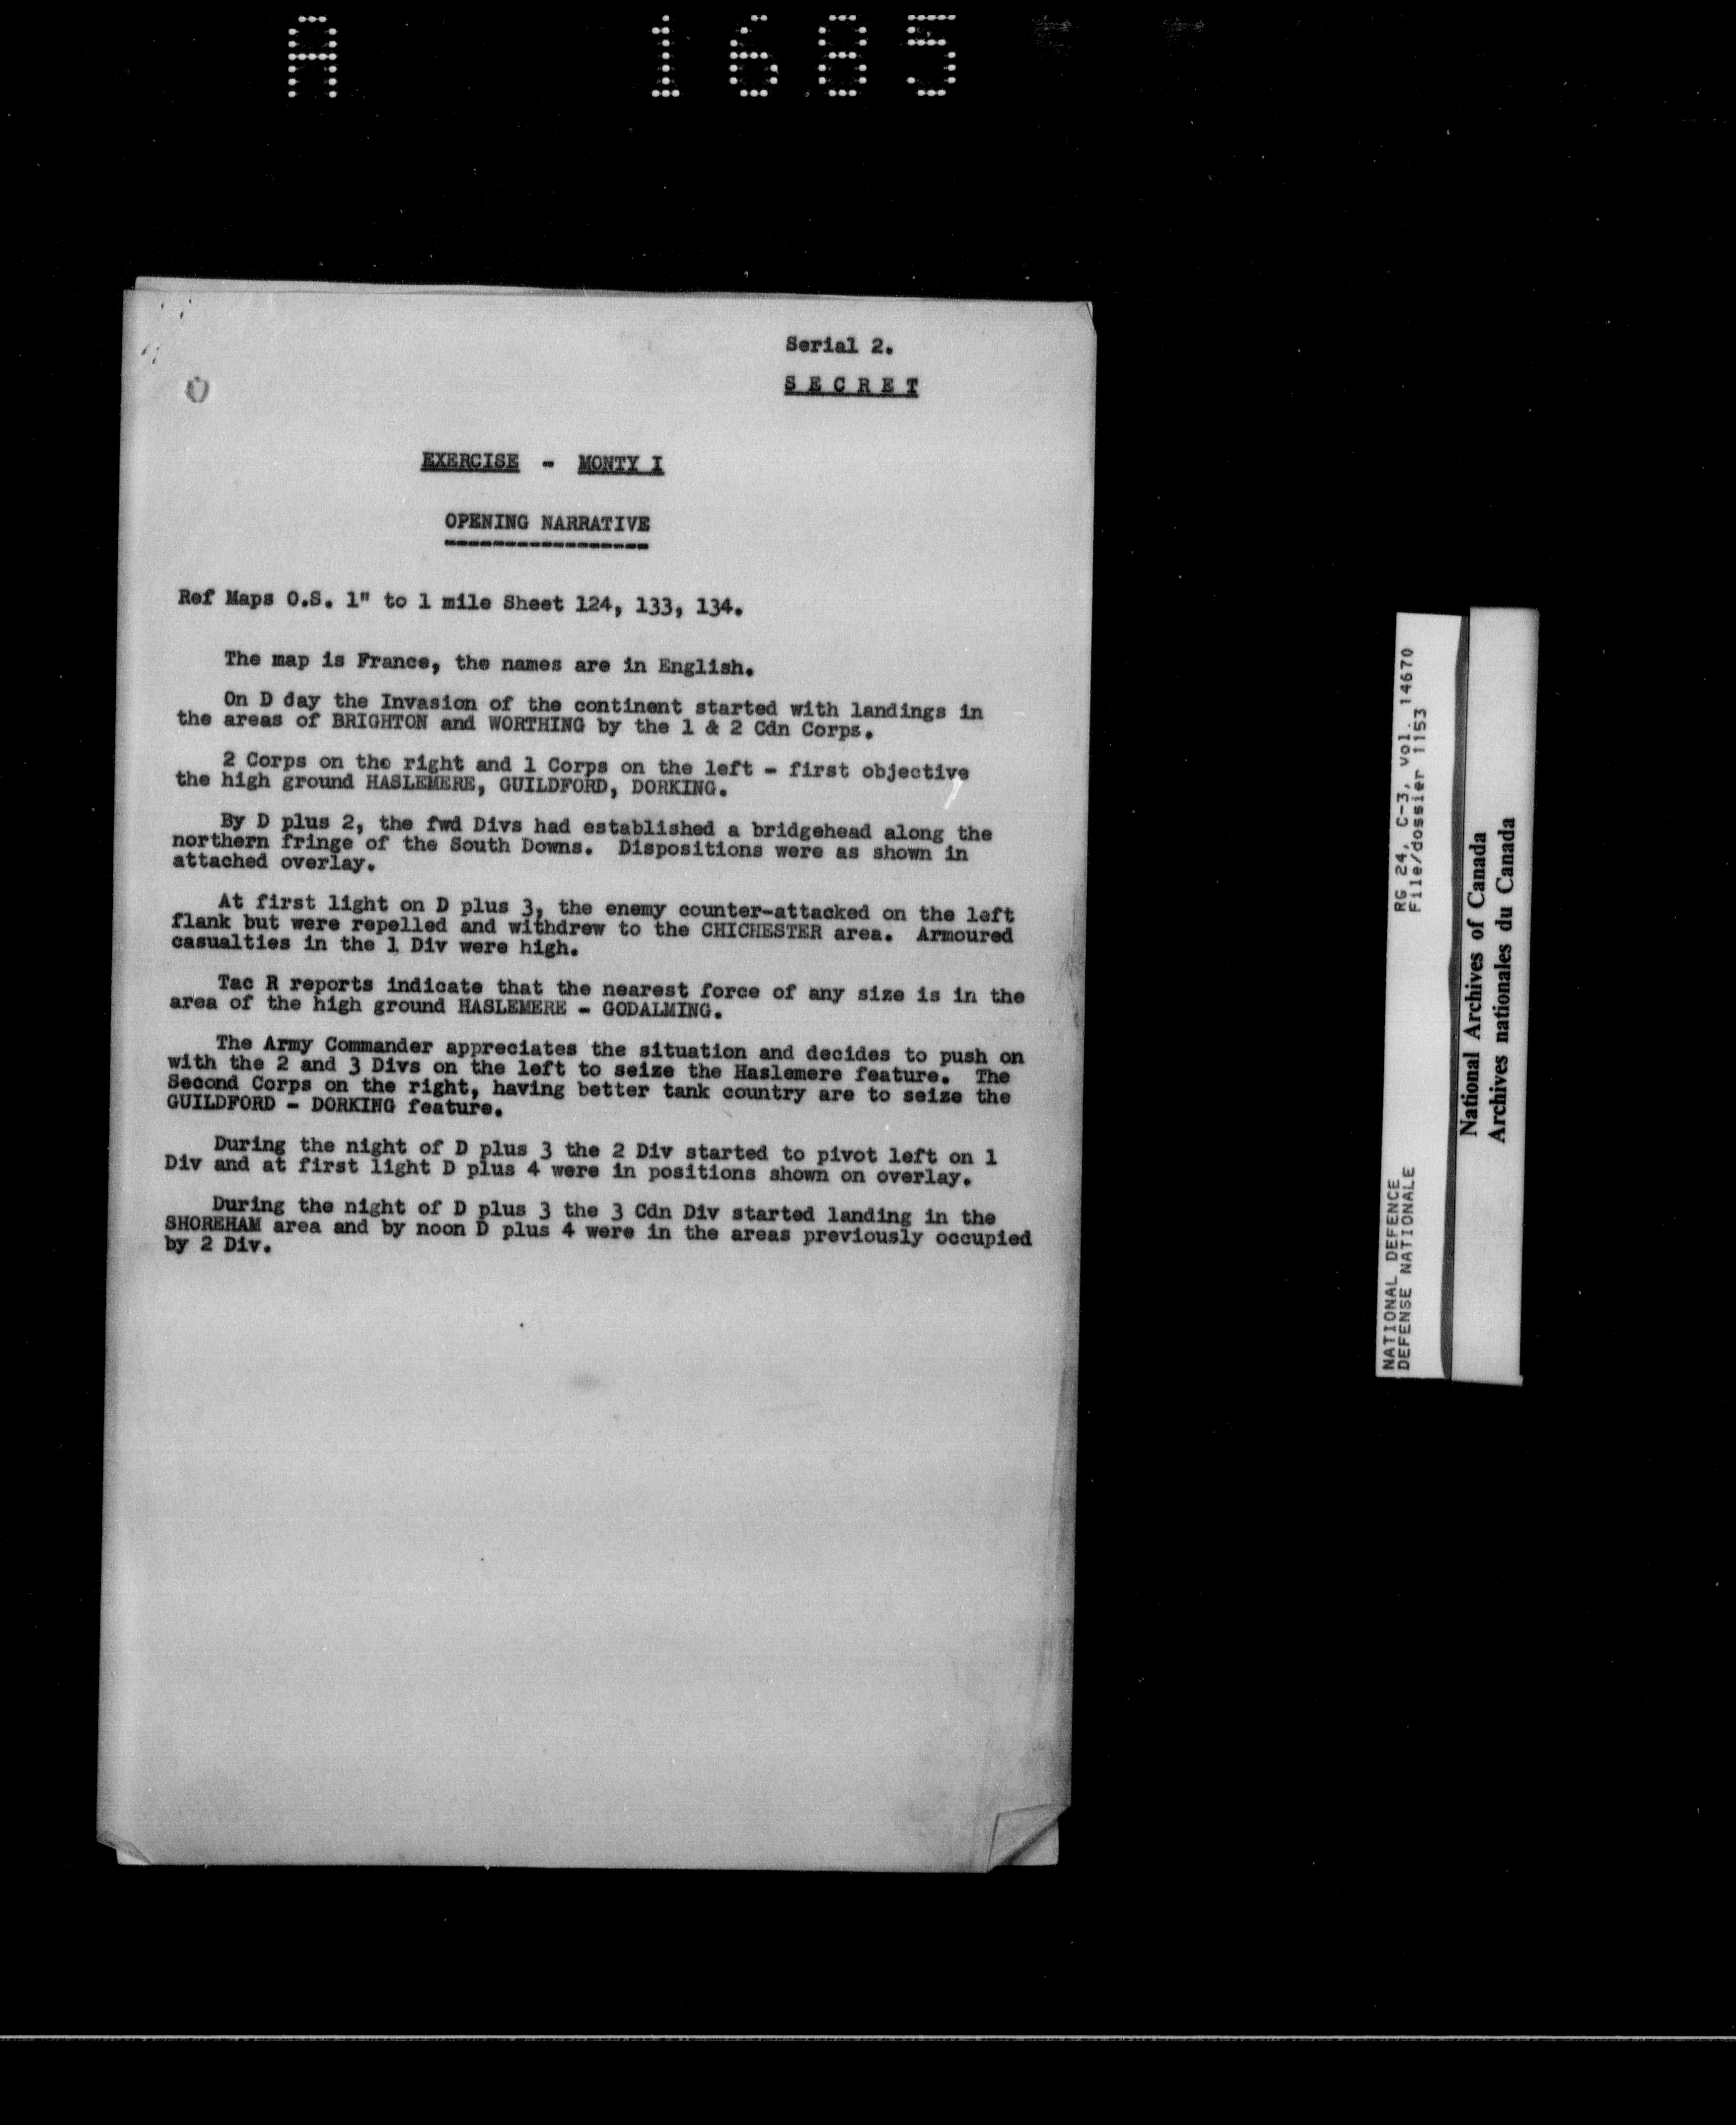 A 1685
Serial 2.
S E C R E T
EXERCISE - MONTY I
OPENING NARRATIVE
Ref Maps O.S. 1" to 1 mile Sheet 124, 133, 134.
The map is France, the names are in English.
On D day the Invasion of the continent started with landings in
the areas of BRIGHTON and WORTHING by the 1 & 2 Cdn Corps.
2 Corps on the right and 1 Corps on the left - first objective
the high ground HASLEMERE, GUILDFORD, DORKING.
By D plus 2, the fwd Divs had established a bridgehead along the
northern fringe of the South Downs. Dispositions were as shown in
attached overlay.
At first light on D plus 3, the enemy counter-attacked on the left
flank but were repelled and withdrew to the CHICHESTER area. Armoured
casualties in the 1 Div were high.
Tac R reports indicate that the nearest force of any size is in the
area of the high ground HASLEMERE - GODALMING.
The Army Commander appreciates the situation and decides to push on
with the 2 and 3 Divs on the left to seize the Haslemere feature. The
Second Corps on the right, having better tank country are to seize the
GUILDFORD - DORKING feature.
During the night of D plus 3 the 2 Div started to pivot left on 1
Div and at first light D plus 4 were in positions shown on overlay.
During the night of D plus 3 the 3 Cdn Div started landing in the
SHOREHAM area and by noon D plus 4 were in the areas previously occupied
by 2 Div.
NATIONAL DEFENCE
DEFENSE NATIONALE
RG 24, C-3, vol. 14670
File/dossier 1153
National Archives of Canada
Archives nationales du Canada